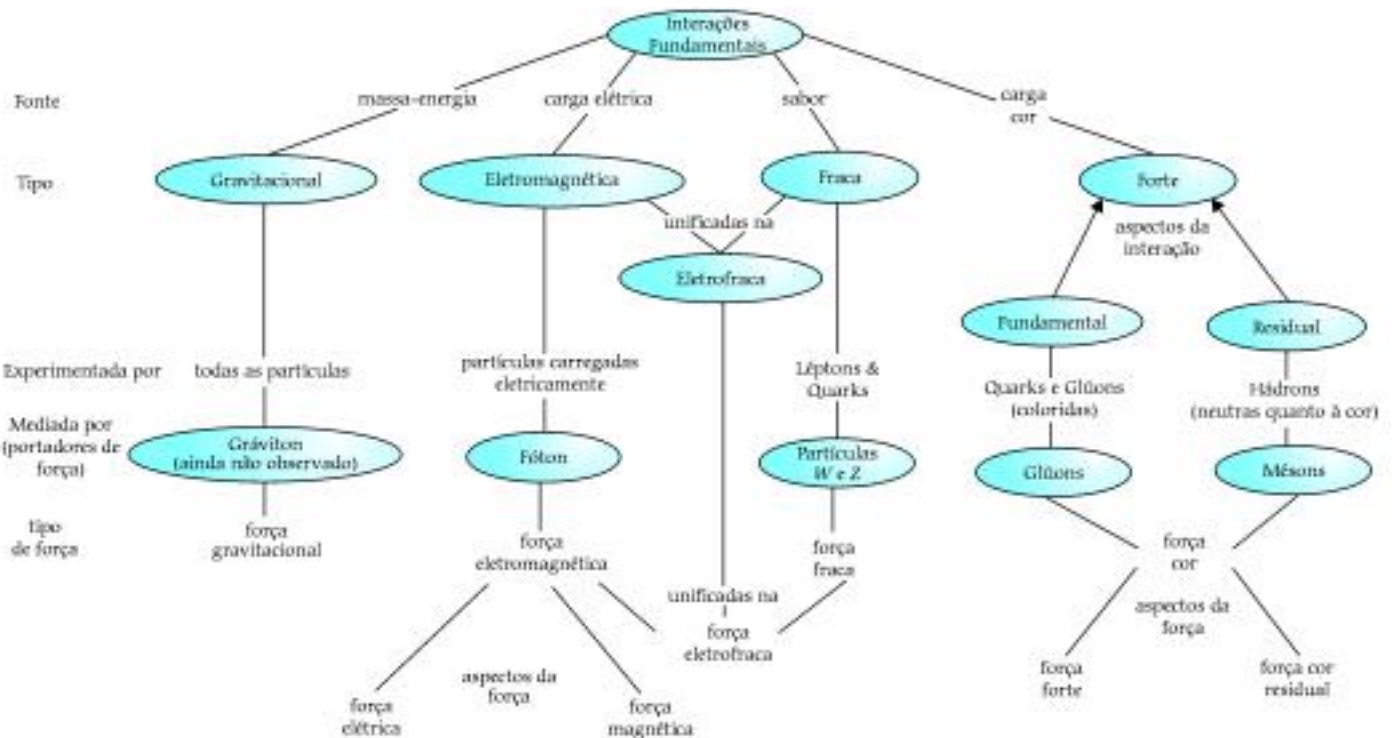 Interações
Fundamentais
Fonte
massa-energia
carga elétrica
sabor
carga
cor
Tipo
Gravitacional
Eletromagnética
Fraca
Forte
unificadas na
aspectos da
interação
Eletrofraca
Fundamental
Residual
Experimentada por
todas as partículas
partículas carregadas
eletricamente
Léptons &
Quarks
Quarks e Glúons
(coloridas)
Hádrons
(neutras quanto à cor)
Mediada por
(portadores de
força)
Gráviton
(ainda não observado)
Fóton
Partículas
W e Z
Glúons
Mésons
tipo
de força
força
gravitacional
força
eletromagnética
força
fraca
força
cor
unificadas na
força
eletrofraca
aspectos da
força
força
forte
força cor
residual
aspectos da
força
força
elétrica
força
magnética